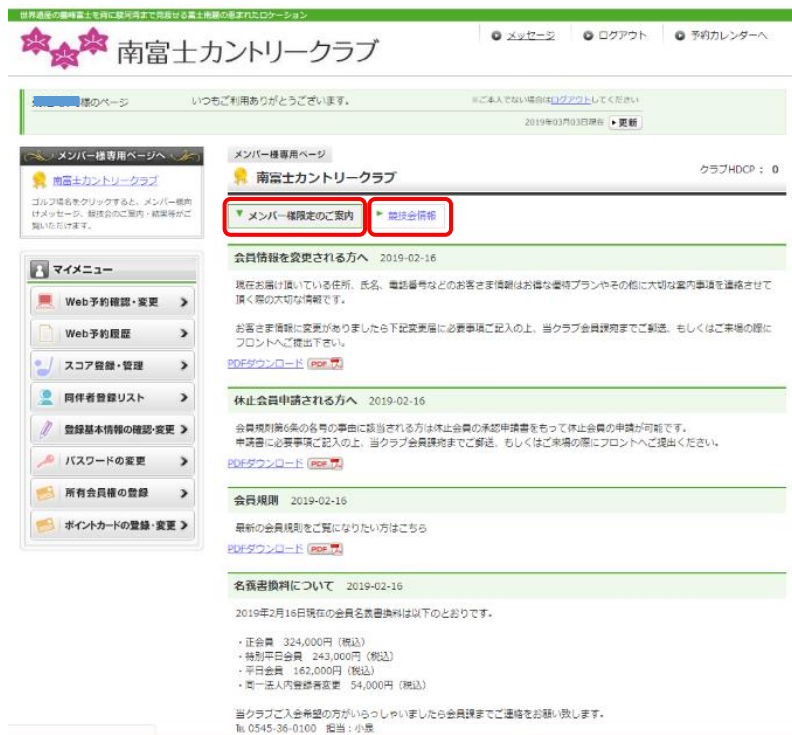 世界遺産の霊峰富士を背に駿河湾まで見渡せる富士南麓の恵まれたロケーション
南富士カントリークラブ
メッセージ
ログアウト
予約カレンダーへ
様のページ
いつもご利用ありがとうございます。
※ご本人でない場合はログアウトしてください
2019年03月03日現在
更新
メンバー様専用ページへ
南富士カントリークラブ
ゴルフ場名をクリックすると、メンバー様向
けメッセージ、競技会のご案内・結果等がご
覧いただけます。
マイメニュー
Web予約確認・変更
Web予約履歴
スコア登録・管理
同伴者登録リスト
登録基本情報の確認・変更
パスワードの変更
所有会員権の登録
ポイントカードの登録・変更
メンバー様専用ページ
南富士カントリークラブ
クラブHDCP： 0
メンバー様限定のご案内
競技会情報
会員情報を変更される方へ 2019-02-16
現在お届け頂いている住所、氏名、電話番号などのお客さま情報はお得な優待プランやその他に大切な案内事項を連絡させて
頂く際の大切な情報です。
お客さま情報に変更がありましたら下記変更届に必要事項ご記入の上、当クラブ会員課宛までご郵送、もしくはご来場の際に
フロントへご提出下さい。
PDFダウンロード PDF
休止会員申請される方へ 2019-02-16
会員規則第6条の各号の事由に該当される方は休止会員の承認申請書をもって休止会員の申請が可能です。
申請書に必要事項ご記入の上、当クラブ会員課宛までご郵送、もしくはご来場の際にフロントへご提出ください。
PDFダウンロード PDF
会員規則 2019-02-16
最新の会員規則をご覧になりたい方はこちら
PDFダウンロード PDF
名義書換料について 2019-02-16
2019年2月16日現在の会員名義書換料は以下のとおりです。
・正会員 324,000円（税込）
・特別平日会員 243,000円（税込）
・平日会員 162,000円（税込）
・同一法人内登録者変更 54,000円（税込）
当クラブご入会希望の方がいらっしゃいましたら会員課までご連絡をお願い致します。
℡ 0545-36-0100 担当：小泉